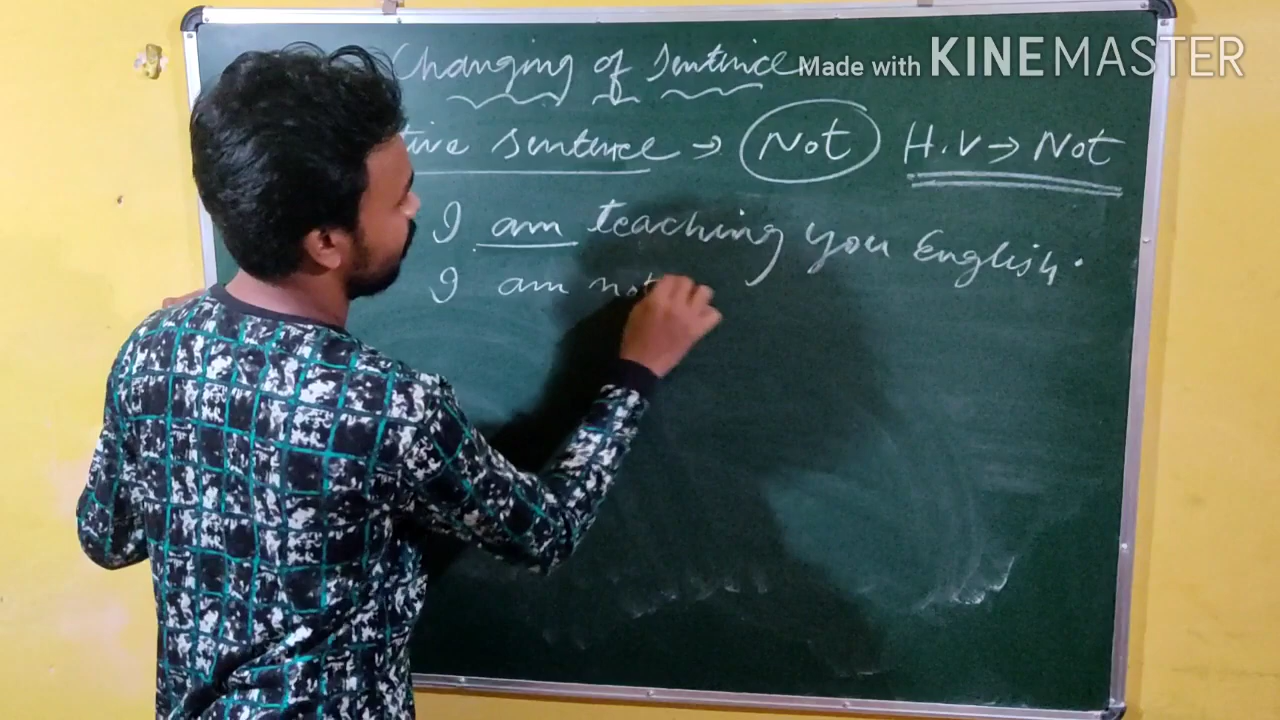 Changing of sentence
Made with KINEMASTER
tive sentence → Not H.V → Not
I am teaching you English.
I am not